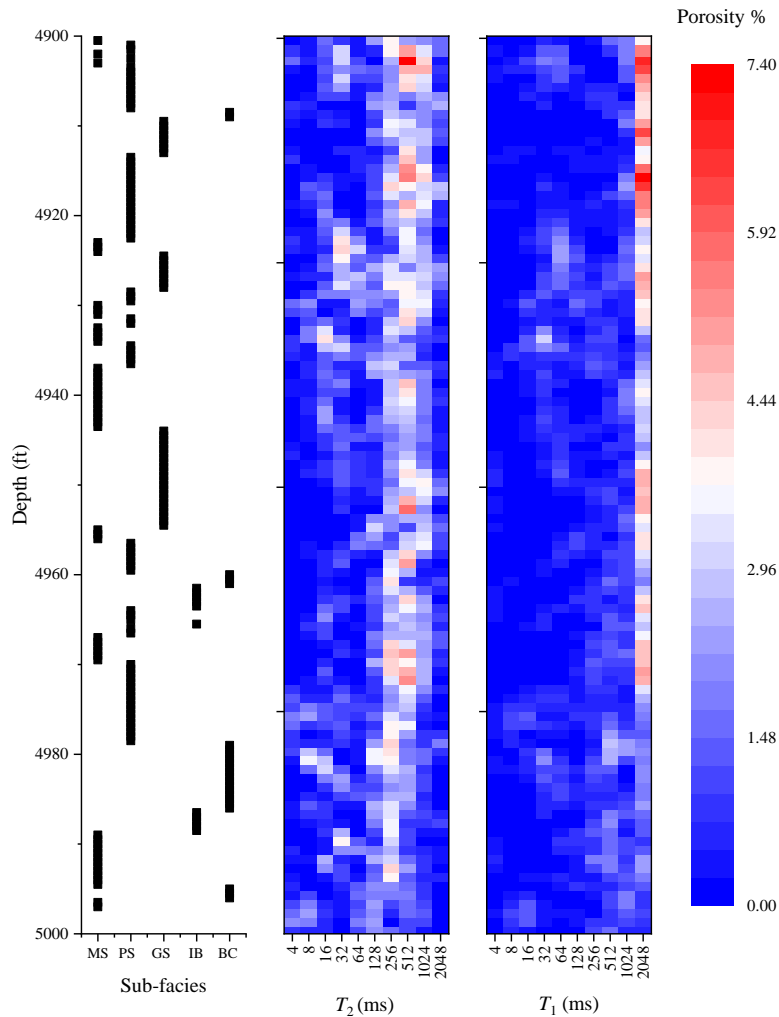 Porosity %
4900
4920
4940
4960
4980
5000
Depth (ft)
MS PS GS IB BC
Sub-facies
4 8 16 32 64 128 256 512 1024 2048
T₂ (ms)
4 8 16 32 64 128 256 512 1024 2048
T₁ (ms)
7.40
5.92
4.44
2.96
1.48
0.00